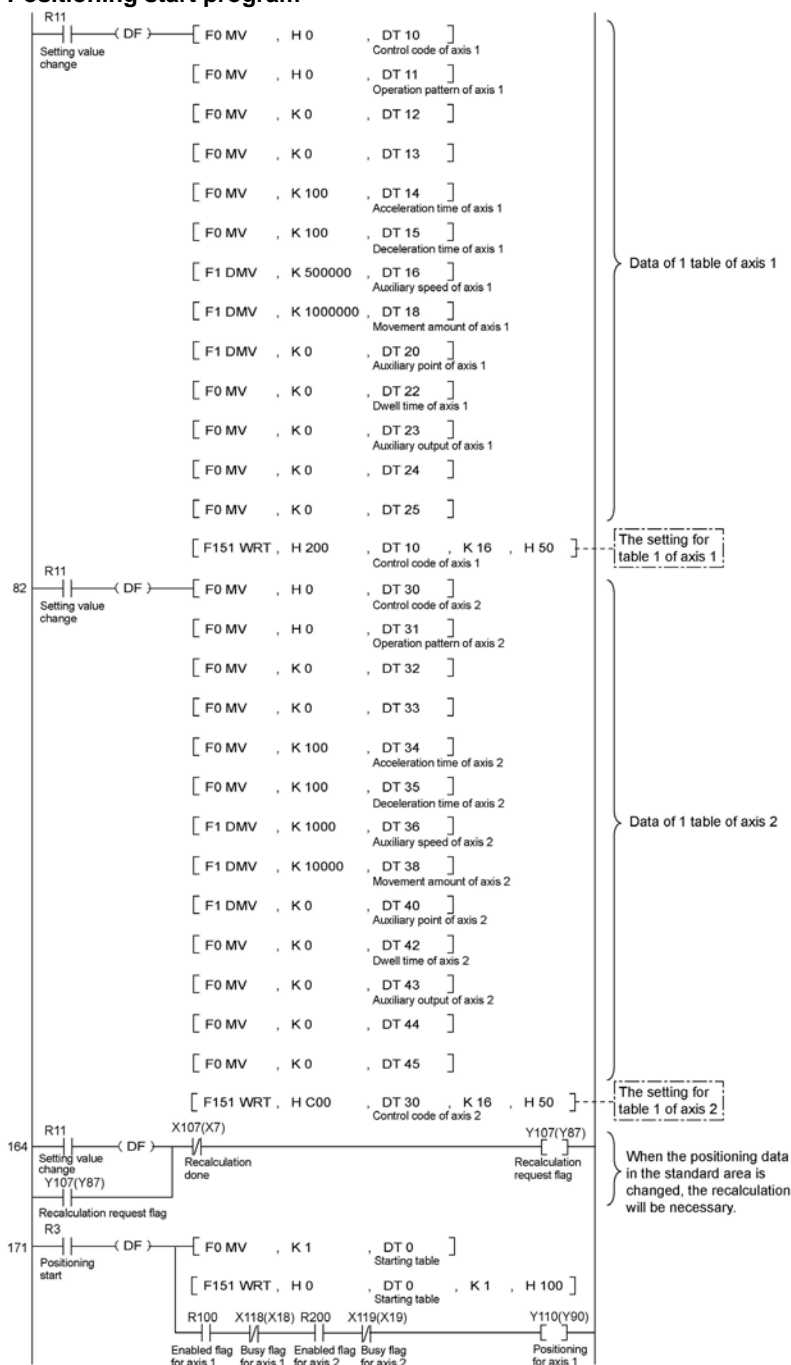 Positioning start program
R11
( DF ) [ F0 MV , H 0 , DT 10 ]
Setting value change
Control code of axis 1
[ F0 MV , H 0 , DT 11 ]
Operation pattern of axis 1
[ F0 MV , K 0 , DT 12 ]
[ F0 MV , K 0 , DT 13 ]
[ F0 MV , K 100 , DT 14 ]
Acceleration time of axis 1
[ F0 MV , K 100 , DT 15 ]
Deceleration time of axis 1
[ F1 DMV , K 500000 , DT 16 ]
Auxiliary speed of axis 1
[ F1 DMV , K 1000000 , DT 18 ]
Movement amount of axis 1
[ F1 DMV , K 0 , DT 20 ]
Auxiliary point of axis 1
[ F0 MV , K 0 , DT 22 ]
Dwell time of axis 1
[ F0 MV , K 0 , DT 23 ]
Auxiliary output of axis 1
[ F0 MV , K 0 , DT 24 ]
[ F0 MV , K 0 , DT 25 ]
Data of 1 table of axis 1
[ F151 WRT , H 200 , DT 10 , K 16 , H 50 ]
Control code of axis 1
The setting for
table 1 of axis 1
R11
82 ( DF ) [ F0 MV , H 0 , DT 30 ]
Setting value change
Control code of axis 2
[ F0 MV , H 0 , DT 31 ]
Operation pattern of axis 2
[ F0 MV , K 0 , DT 32 ]
[ F0 MV , K 0 , DT 33 ]
[ F0 MV , K 100 , DT 34 ]
Acceleration time of axis 2
[ F0 MV , K 100 , DT 35 ]
Deceleration time of axis 2
[ F1 DMV , K 1000 , DT 36 ]
Auxiliary speed of axis 2
[ F1 DMV , K 10000 , DT 38 ]
Movement amount of axis 2
[ F1 DMV , K 0 , DT 40 ]
Auxiliary point of axis 2
[ F0 MV , K 0 , DT 42 ]
Dwell time of axis 2
[ F0 MV , K 0 , DT 43 ]
Auxiliary output of axis 2
[ F0 MV , K 0 , DT 44 ]
[ F0 MV , K 0 , DT 45 ]
Data of 1 table of axis 2
[ F151 WRT , H C00 , DT 30 , K 16 , H 50 ]
Control code of axis 2
The setting for
table 1 of axis 2
R11 X107(X7) Y107(Y87)
164 ( DF )
Setting value change
Recalculation done
Recalculation request flag
Y107(Y87)
Recalculation request flag
When the positioning data
in the standard area is
changed, the recalculation
will be necessary.
R3
171 ( DF ) [ F0 MV , K 1 , DT 0 ]
Positioning start
Starting table
[ F151 WRT , H 0 , DT 0 , K 1 , H 100 ]
Starting table
R100 X118(X18) R200 X119(X19) Y110(Y90)
Enabled flag Busy flag Enabled flag Busy flag Positioning
for axis 1 for axis 1 for axis 2 for axis 2 for axis 1